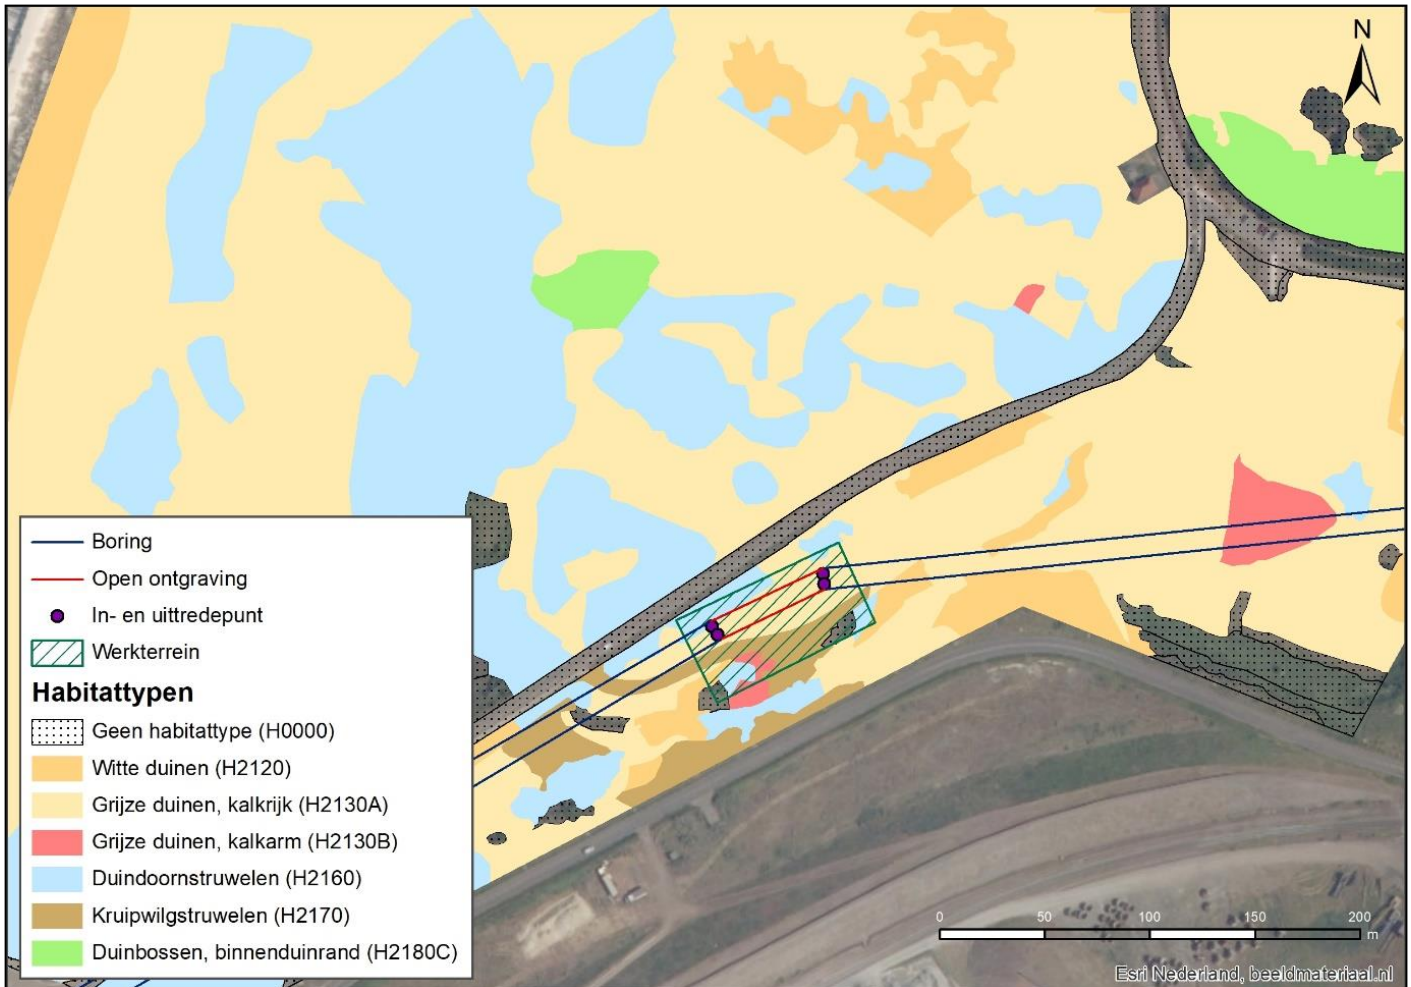 N
Boring
Open ontgraving
In- en uittredepunt
Werkterrein
Habitattypen
Geen habitattype (H0000)
Witte duinen (H2120)
Grijze duinen, kalkrijk (H2130A)
Grijze duinen, kalkarm (H2130B)
Duindoornstruwelen (H2160)
Kruipwilgstruwelen (H2170)
Duinbossen, binnenduinrand (H2180C)
0 50 100 150 200
m
Esri Nederland, beeldmateriaal.nl